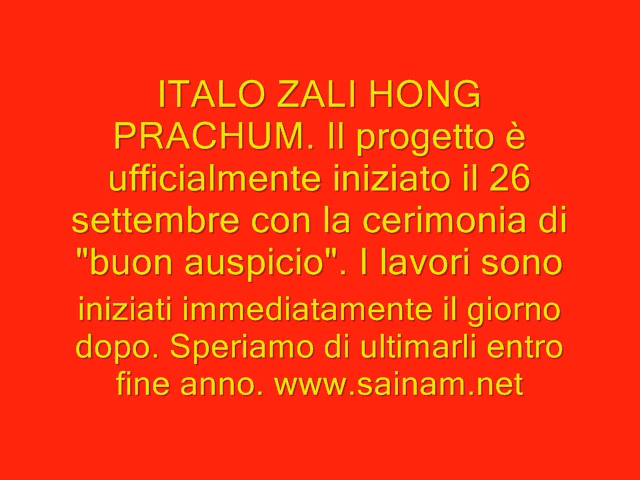 ITALO ZALI HONG
PRACHUM. Il progetto è
ufficialmente iniziato il 26
settembre con la cerimonia di
"buon auspicio". I lavori sono
iniziati immediatamente il giorno
dopo. Speriamo di ultimarli entro
fine anno. www.sainam.net